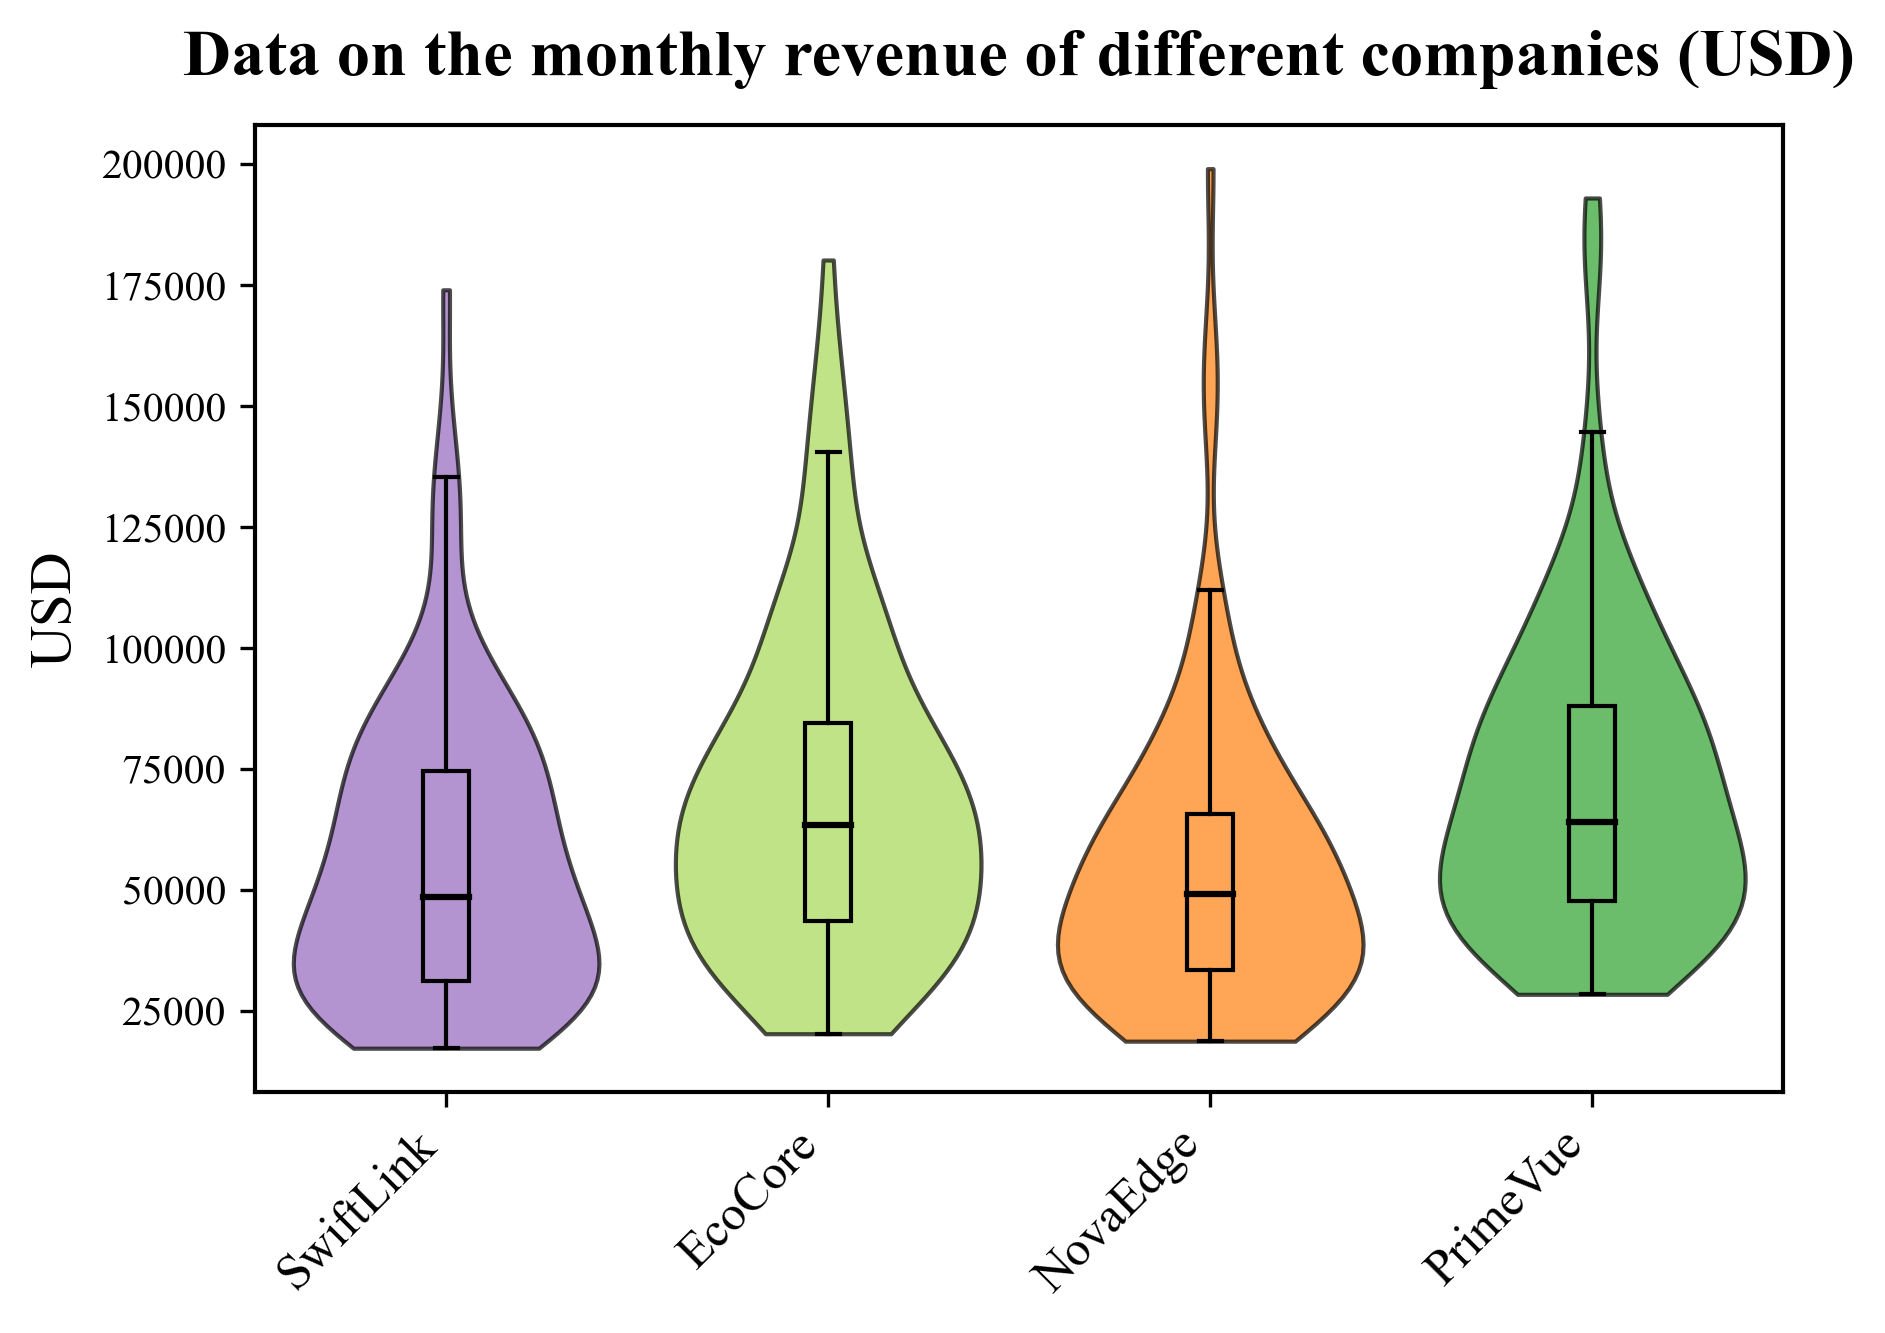 Data on the monthly revenue of different companies (USD)
200000
175000
150000
125000
100000
75000
50000
25000
USD
SwiftLink
EcoCore
NovaEdge
PrimeVue